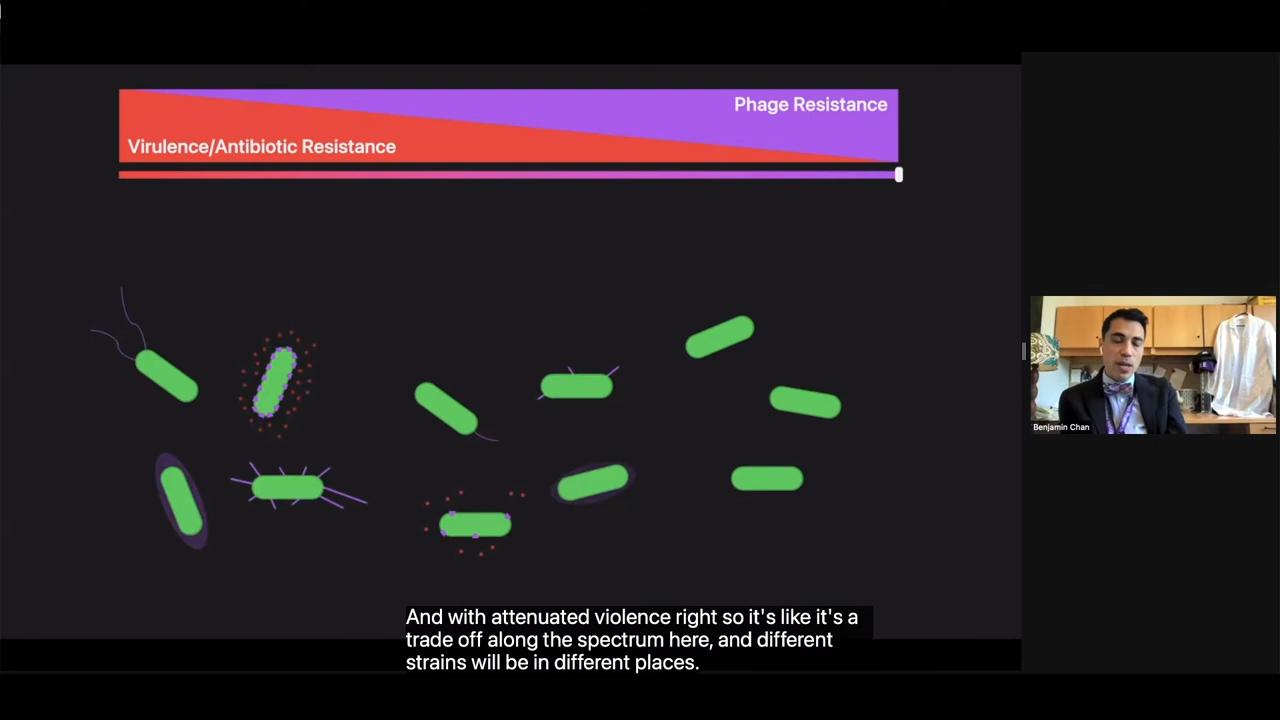 Phage Resistance
Virulence/Antibiotic Resistance
Benjamin Chan
And with attenuated violence right so it's like it's a
trade off along the spectrum here, and different
strains will be in different places.